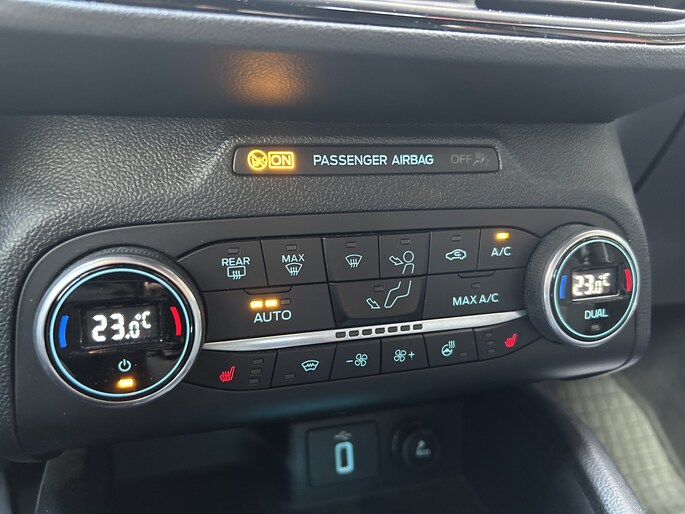 ON PASSENGER AIRBAG OFF
REAR MAX A/C
AUTO MAX A/C
23.0°C 23.0°C
DUAL
- +